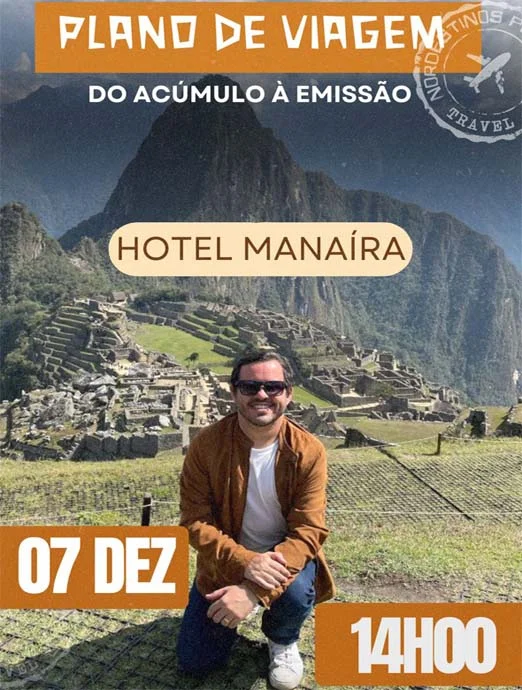 PLANO DE VIAGEM
DO ACÚMULO À EMISSÃO
TRAVEL
HOTEL MANAÍRA
07 DEZ
14H00